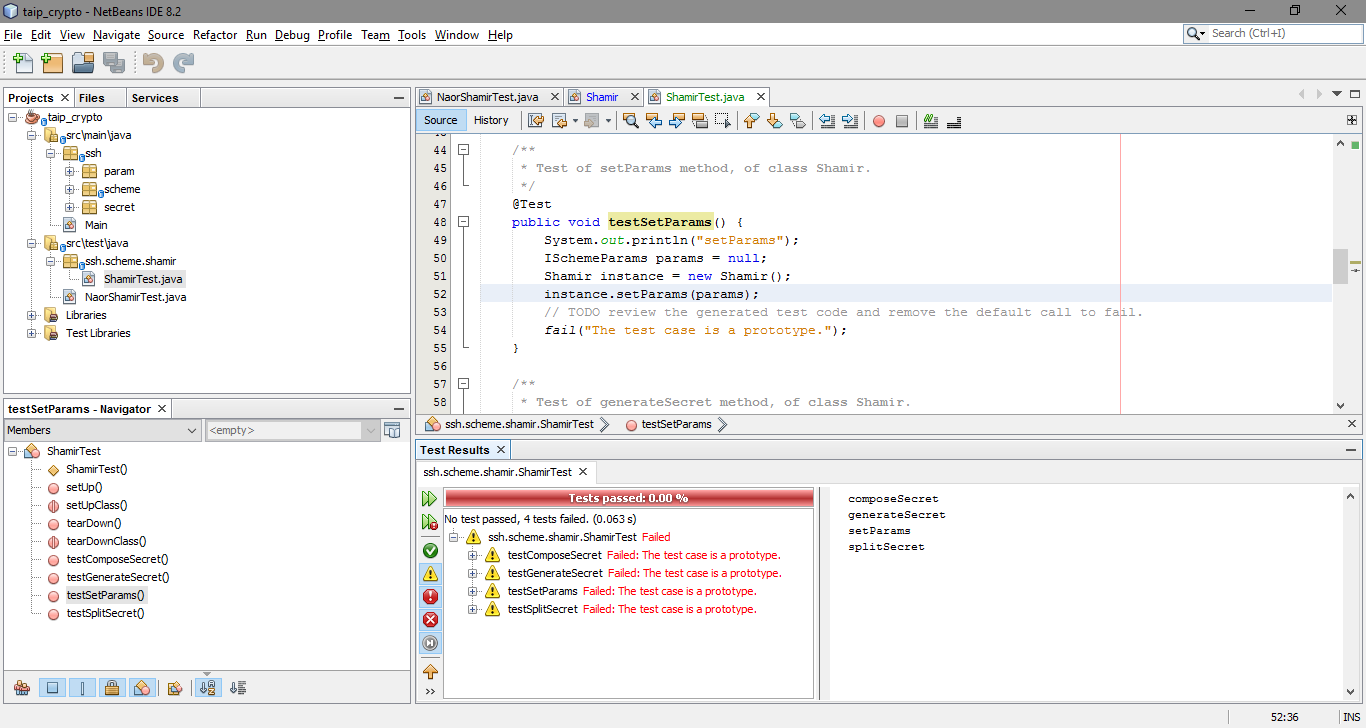 taip_crypto - NetBeans IDE 8.2
File Edit View Navigate Source Refactor Run Debug Profile Team Tools Window Help
Search (Ctrl+I)
Projects Files Services
taip_crypto
src\main\java
ssh
param
scheme
secret
Main
src\test\java
ssh.scheme.shamir
ShamirTest.java
NaorShamirTest.java
Libraries
Test Libraries
testSetParams - Navigator
Members <empty>
ShamirTest
ShamirTest()
setUp()
setUpClass()
tearDown()
tearDownClass()
testComposeSecret()
testGenerateSecret()
testSetParams()
testSplitSecret()
NaorShamirTest.java Shamir ShamirTest.java
Source History
44 /**
45 * Test of setParams method, of class Shamir.
46 */
47 @Test
48 public void testSetParams() {
49 System.out.println("setParams");
50 ISchemeParams params = null;
51 Shamir instance = new Shamir();
52 instance.setParams(params);
53 // TODO review the generated test code and remove the default call to fail.
54 fail("The test case is a prototype.");
55 }
56
57 /**
58 * Test of generateSecret method, of class Shamir.
ssh.scheme.shamir.ShamirTest testSetParams
Test Results
ssh.scheme.shamir.ShamirTest
Tests passed: 0.00 %
No test passed, 4 tests failed. (0.063 s)
ssh.scheme.shamir.ShamirTest Failed
testComposeSecret Failed: The test case is a prototype.
testGenerateSecret Failed: The test case is a prototype.
testSetParams Failed: The test case is a prototype.
testSplitSecret Failed: The test case is a prototype.
composeSecret
generateSecret
setParams
splitSecret
52:36 INS